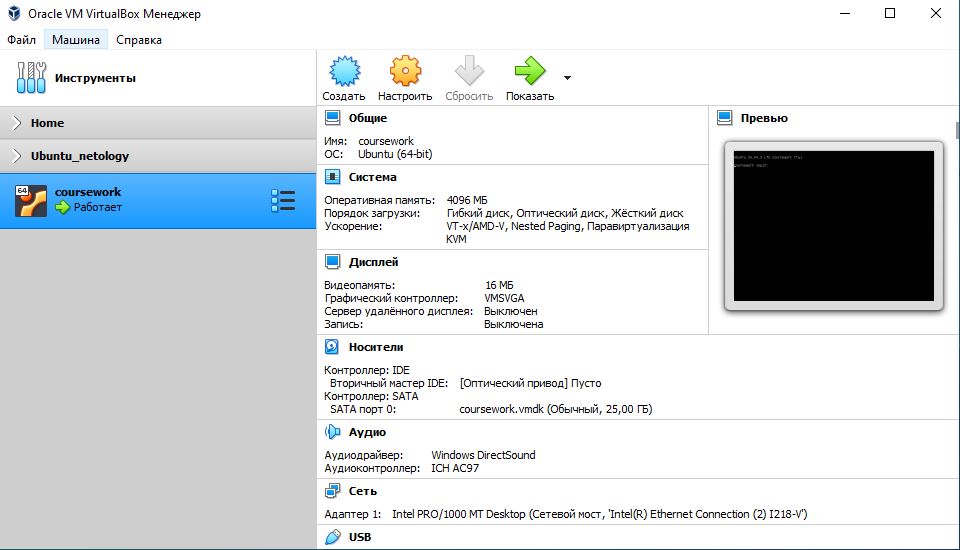 Oracle VM VirtualBox Менеджер
Файл Машина Справка
Инструменты
Создать Настроить Сбросить Показать
Home
Ubuntu_netology
64
coursework
Работает
Общие
Имя: coursework
ОС: Ubuntu (64-bit)
Система
Оперативная память: 4096 МБ
Порядок загрузки: Гибкий диск, Оптический диск, Жёсткий диск
Ускорение: VT-x/AMD-V, Nested Paging, Паравиртуализация
KVM
Дисплей
Видеопамять: 16 МБ
Графический контроллер: VMSVGA
Сервер удалённого дисплея: Выключен
Запись: Выключена
Превью
Носители
Контроллер: IDE
Вторичный мастер IDE: [Оптический привод] Пусто
Контроллер: SATA
SATA порт 0: coursework.vmdk (Обычный, 25,00 ГБ)
Аудио
Аудиодрайвер: Windows DirectSound
Аудиоконтроллер: ICH AC97
Сеть
Адаптер 1: Intel PRO/1000 MT Desktop (Сетевой мост, 'Intel(R) Ethernet Connection (2) I218-V')
USB